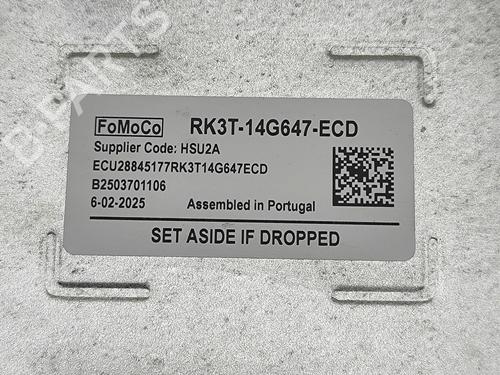 FoMoCo RK3T-14G647-ECD
Supplier Code: HSU2A
ECU28845177RK3T14G647ECD
B2503701106
6-02-2025 Assembled in Portugal
SET ASIDE IF DROPPED
B-PARTS